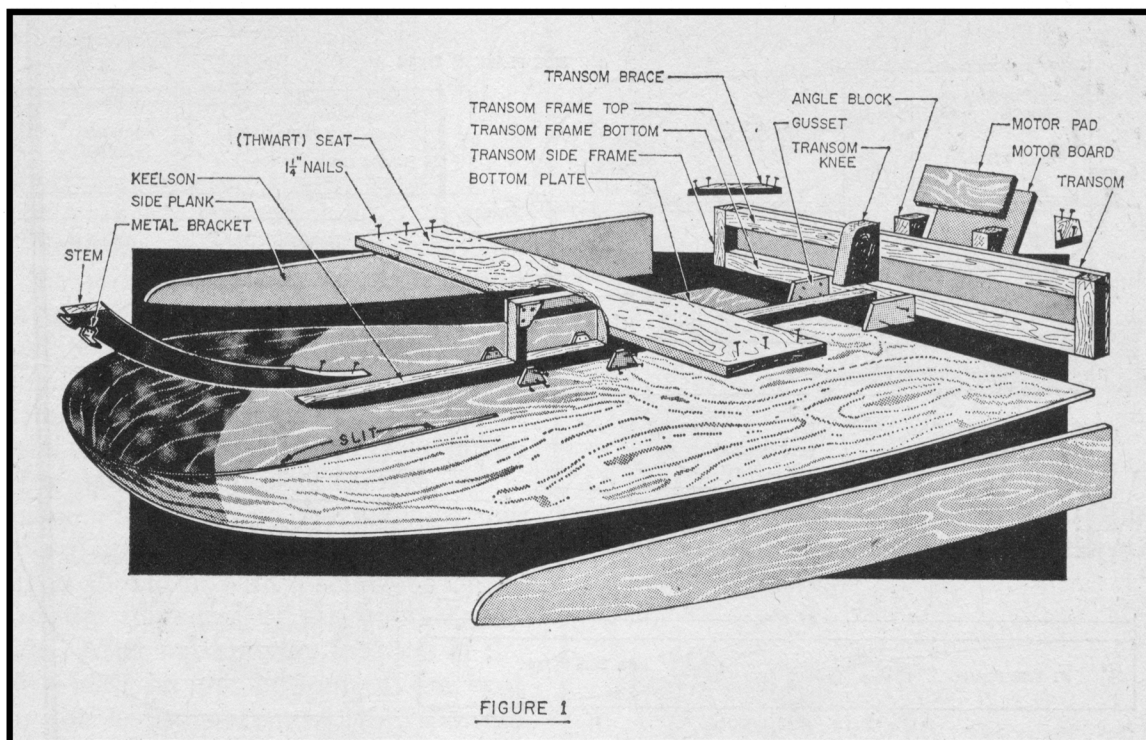 TRANSOM BRACE
TRANSOM FRAME TOP
TRANSOM FRAME BOTTOM
TRANSOM SIDE FRAME
BOTTOM PLATE
(THWART) SEAT
1¼" NAILS
KEELSON
SIDE PLANK
METAL BRACKET
STEM
ANGLE BLOCK
GUSSET
TRANSOM
KNEE
MOTOR PAD
MOTOR BOARD
TRANSOM
SLIT
FIGURE 1